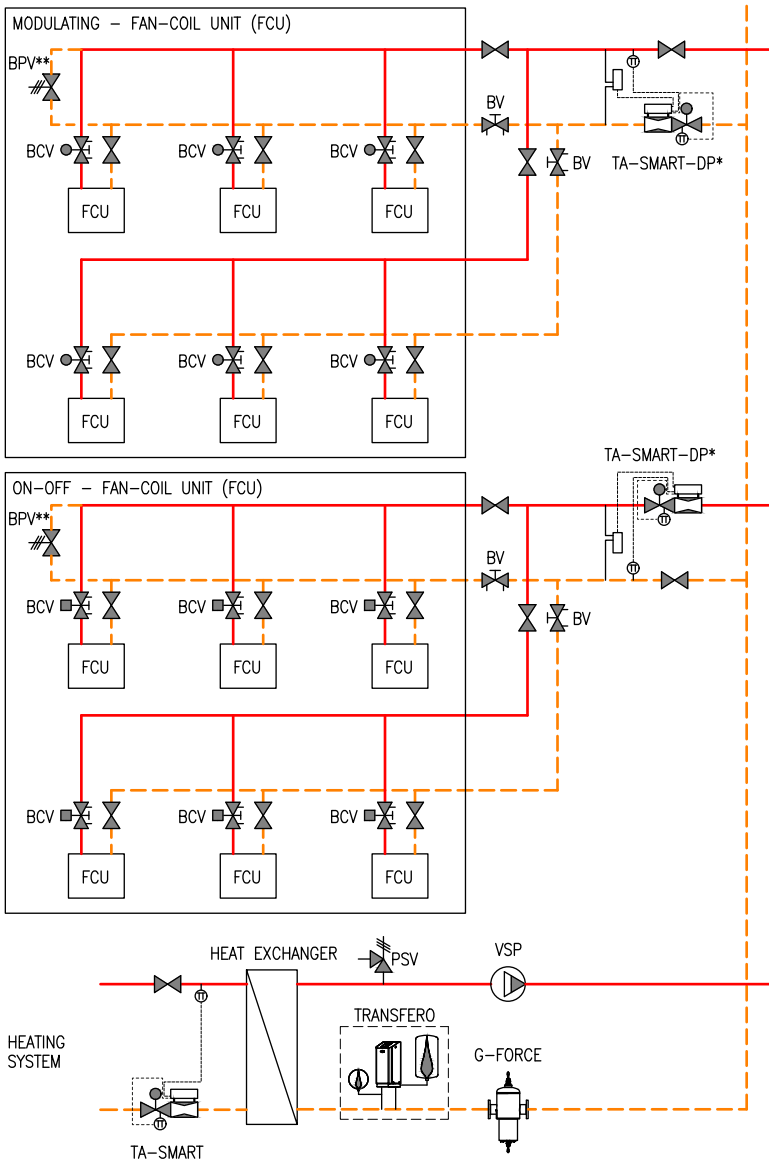 MODULATING – FAN–COIL UNIT (FCU)
BPV**
BV
BCV BCV BCV
BV
TA–SMART–DP*
FCU FCU FCU
BCV BCV BCV
FCU FCU FCU
TA–SMART–DP*
ON–OFF – FAN–COIL UNIT (FCU)
BPV**
BV
BCV BCV BCV
BV
FCU FCU FCU
BCV BCV BCV
FCU FCU FCU
HEAT EXCHANGER
PSV
VSP
TRANSFERO
HEATING
SYSTEM
G–FORCE
TA–SMART